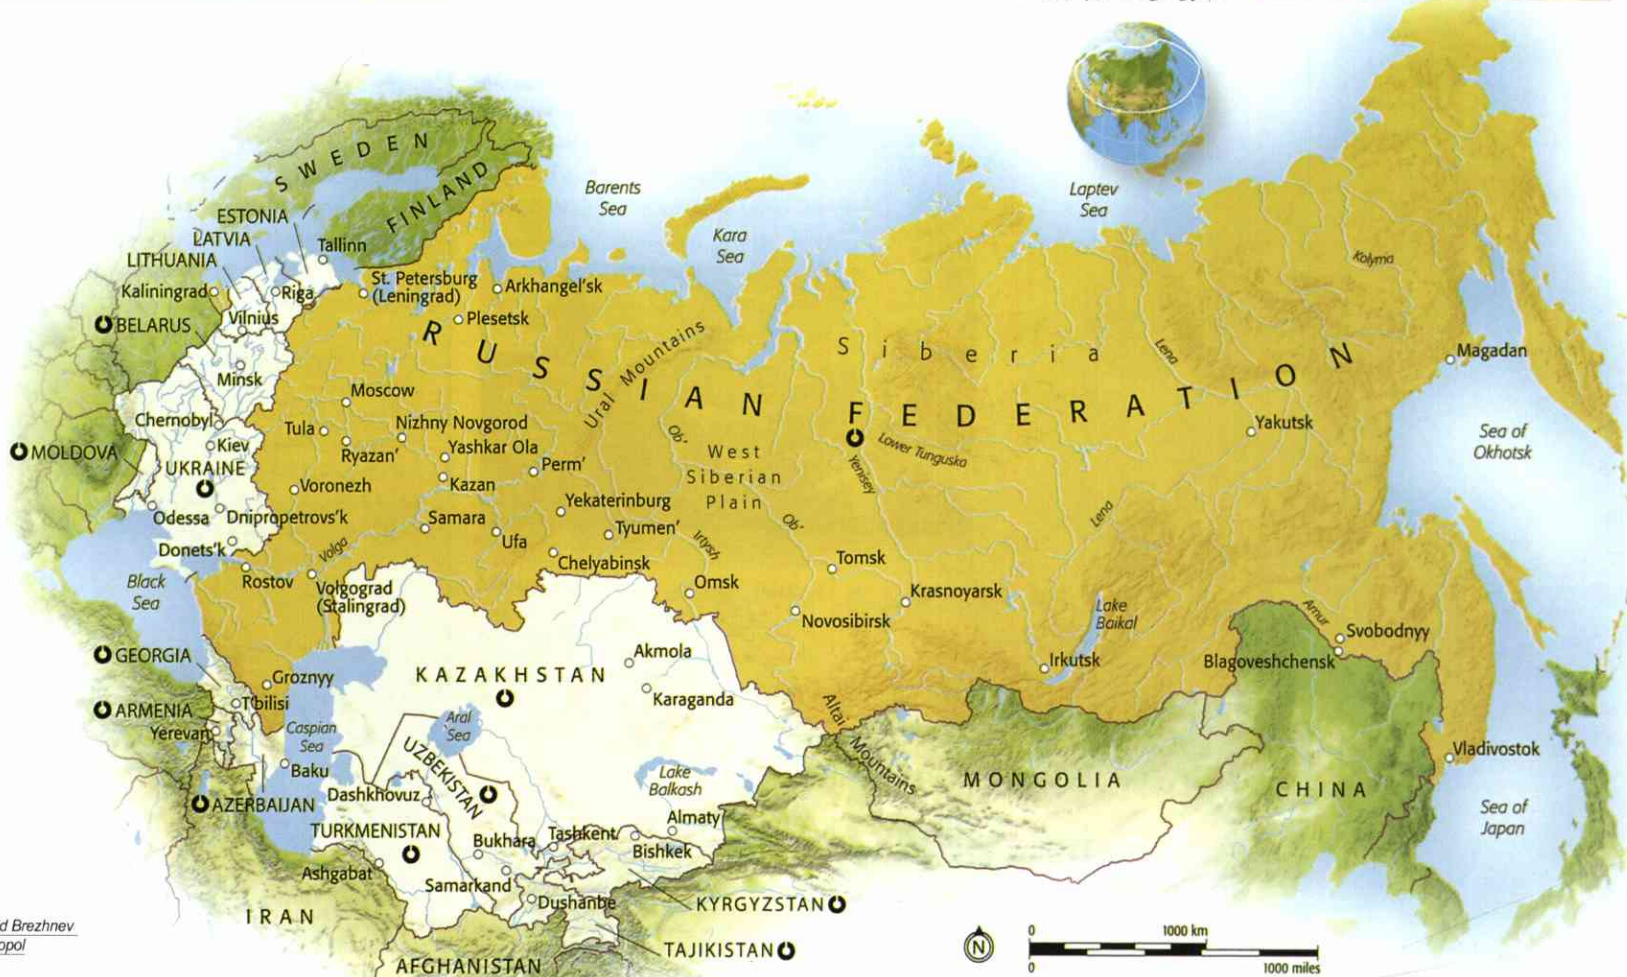 SWEDEN
FINLAND
Barents
Sea
Kara
Sea
Laptev
Sea
ESTONIA
LATVIA
LITHUANIA
Tallinn
Kaliningrad
Riga
Vilnius
BELARUS
St. Petersburg
(Leningrad)
Arkhangel'sk
Plesetsk
RUSSIAN FEDERATION
Ural Mountains
Siberia
Kolyma
Lena
Magadan
Minsk
Moscow
Chernobyl
Kiev
Tula
Nizhny Novgorod
Ryazan'
Yashkar Ola
Perm'
Kazan
MOLDOVA
UKRAINE
Voronezh
Ob'
West
Siberian
Plain
Lower Tunguska
Yenisey
Yakutsk
Sea of
Okhotsk
Odessa
Dnipropetrovs'k
Samara
Yekaterinburg
Tyumen'
Ufa
Ob'
Lena
Donets'k
Volga
Chelyabinsk
Irtysh
Tomsk
Black
Sea
Rostov
Volgograd
(Stalingrad)
Omsk
Krasnoyarsk
Novosibirsk
Lake
Baikal
Amur
Svobodnyy
Blagoveshchensk
Irkutsk
GEORGIA
Groznyy
KAZAKHSTAN
Akmola
Karaganda
ARMENIA
T'bilisi
Yerevan
Caspian
Sea
Aral
Sea
Altai
Mountains
MONGOLIA
CHINA
Vladivostok
Baku
UZBEKISTAN
Lake
Balkash
AZERBAIJAN
Dashkhovuz
Sea of
Japan
TURKMENISTAN
Bukhara
Tashkent
Almaty
Bishkek
Ashgabat
Samarkand
Dushanbe
KYRGYZSTAN
IRAN
TAJIKISTAN
AFGHANISTAN
d Brezhnev
opol
N
0 1000 km
0 1000 miles